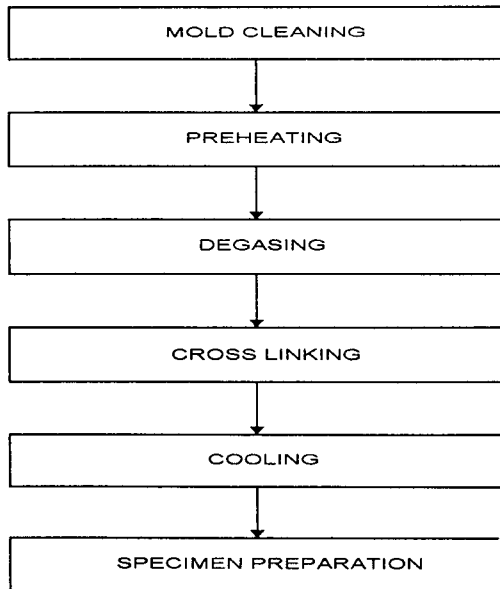 MOLD CLEANING
PREHEATING
DEGASING
CROSS LINKING
COOLING
SPECIMEN PREPARATION